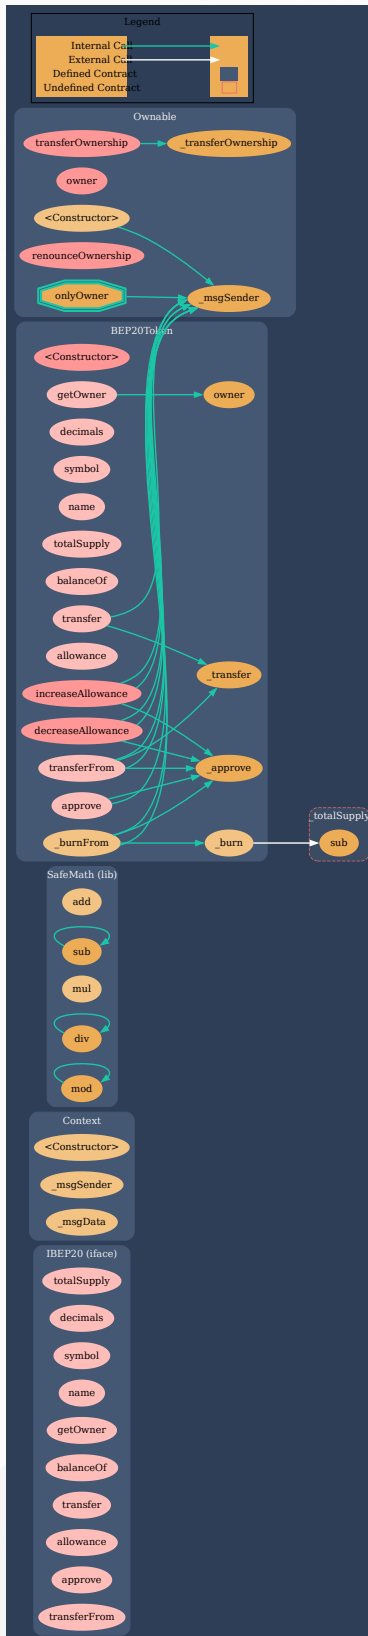 Legend
Internal Call
External Call
Defined Contract
Undefined Contract
Ownable
transferOwnership
_transferOwnership
owner
<Constructor>
renounceOwnership
onlyOwner
_msgSender
BEP20Token
<Constructor>
getOwner
owner
decimals
symbol
name
totalSupply
balanceOf
transfer
allowance
_transfer
increaseAllowance
decreaseAllowance
transferFrom
_approve
approve
_totalSupply
_burnFrom
_burn
sub
SafeMath (lib)
add
sub
mul
div
mod
Context
<Constructor>
_msgSender
_msgData
IBEP20 (iface)
totalSupply
decimals
symbol
name
getOwner
balanceOf
transfer
allowance
approve
transferFrom